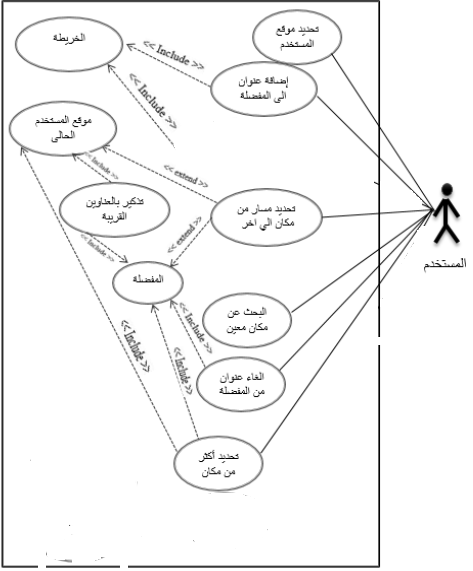 تحديد موقع
المستخدم
الخريطة
<< Include >>
إضافة عنوان
الى المفضلة
<< Include >>
موقع المستخدم
الحالى
<< Include >>
<< extend >>
تذكير بالعناوين
القريبة
تحديد مسار من
مكان الي اخر
<< extend >>
<< Include >>
المستخدم
المفضلة
البحث عن
مكان معين
<< Include >>
<< Include >>
<< Include >>
الغاء عنوان
من المفضلة
تحديد أكثر
من مكان